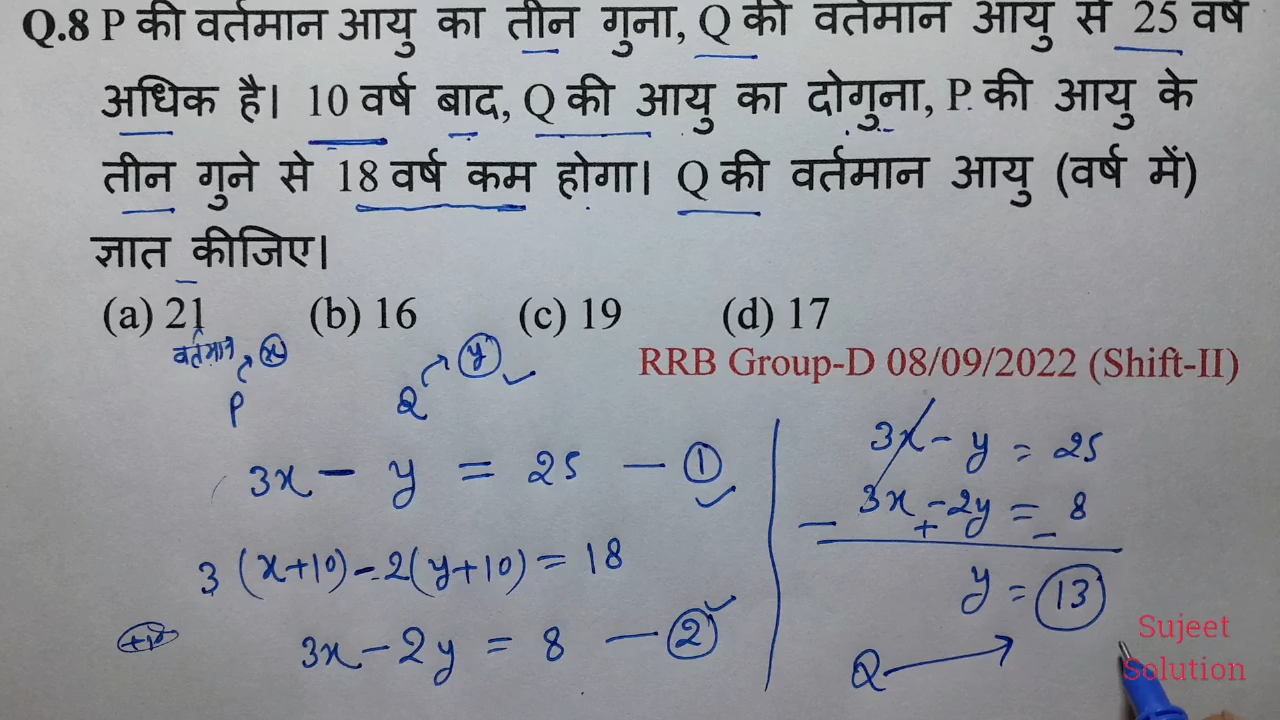 Q.8 P की वर्तमान आयु का तीन गुना, Q की वर्तमान आयु से 25 वर्ष
अधिक है। 10 वर्ष बाद, Q की आयु का दोगुना, P. की आयु के
तीन गुने से 18 वर्ष कम होगा। Q की वर्तमान आयु (वर्ष में)
ज्ञात कीजिए।
(a) 21 (b) 16 (c) 19 (d) 17
RRB Group-D 08/09/2022 (Shift-II)
वर्तमान x y
P Q
3x - y = 25 - 1
3(x+10)-2(y+10) = 18
3x-2y = 8 - 2
3x - y = 25
3x - 2y = 8
- + -
y = 13
Q
Sujeet
Solution